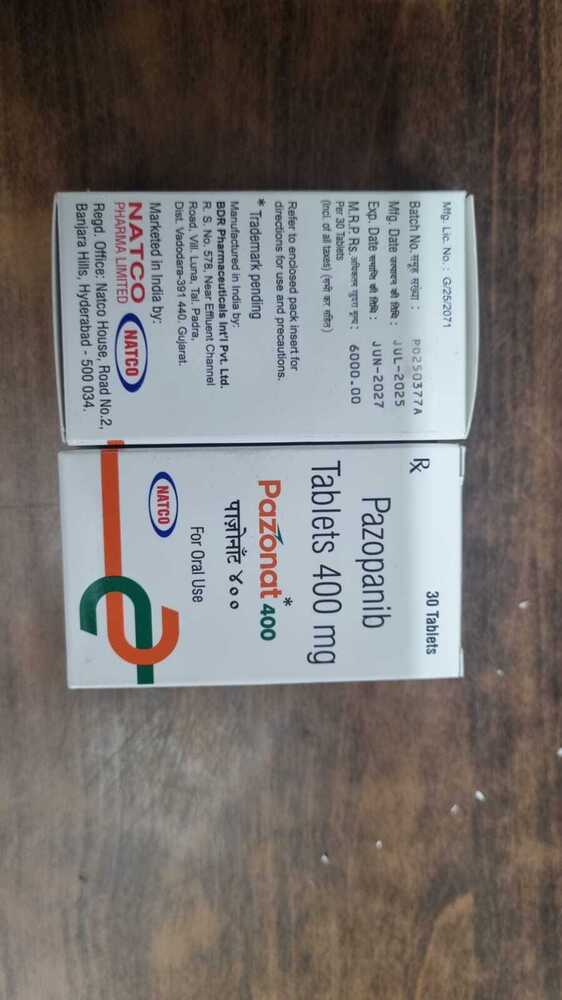 Mfg. Lic. No. : G/25/2071
Batch No. समूह संख्या : P0250377A
Mfg. Date उत्पादन की तिथि : JUL-2025
Exp. Date समाप्ति की तिथि : JUN-2027
M.R.P. Rs. अधिकतम खुदरा मूल्य : 6000.00
Per 30 Tablets
(Incl. of all taxes) (सभी कर सहित)
Refer to enclosed pack insert for
directions for use and precautions.
* Trademark pending
Manufactured in India by:
BDR Pharmaceuticals Int'l Pvt. Ltd.
R. S. No. 578, Near Effluent Channel
Road, Vill. Luna, Tal. Padra,
Dist. Vadodara-391 440, Gujarat.
Marketed in India by:
NATCO
PHARMA LIMITED
NATCO
Regd. Office: Natco House, Road No.2,
Banjara Hills, Hyderabad - 500 034.
30 Tablets
Rx
Pazopanib
Tablets 400 mg
Pazonat* 400
पाज़ोनॅट ४००
For Oral Use
NATCO